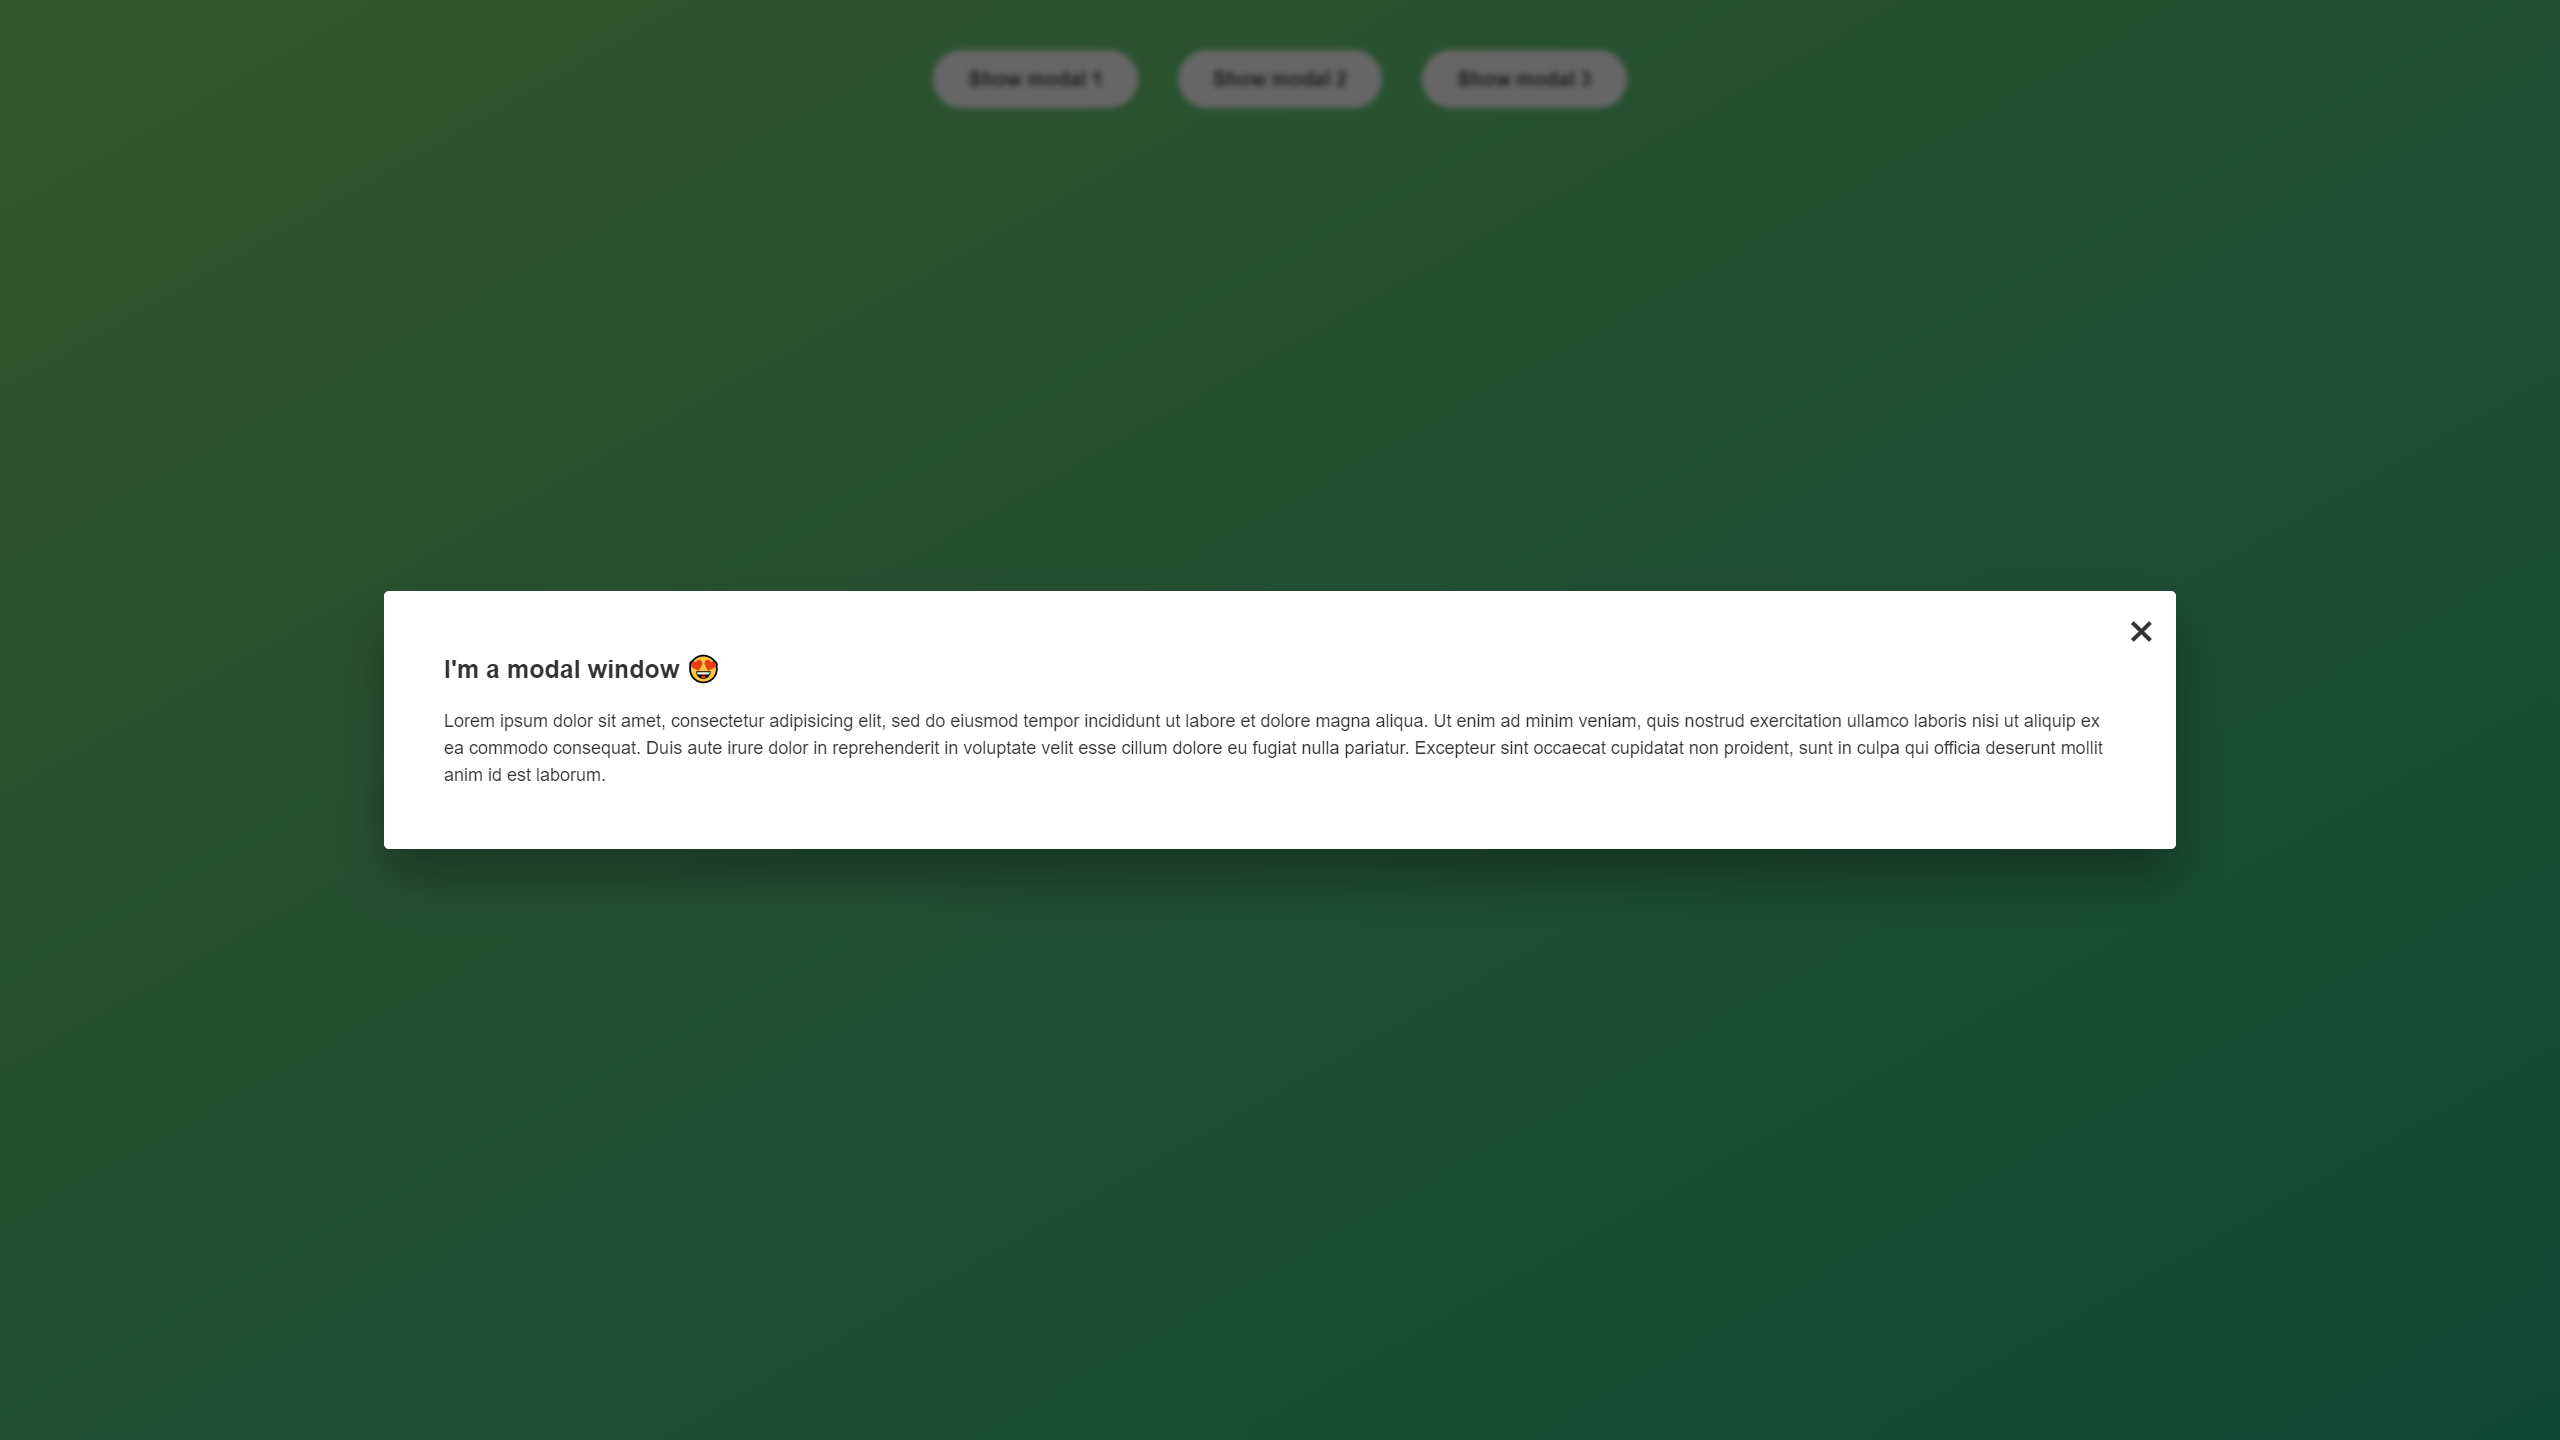 Show modal 1
Show modal 2
Show modal 3
I'm a modal window 😍
Lorem ipsum dolor sit amet, consectetur adipisicing elit, sed do eiusmod tempor incididunt ut labore et dolore magna aliqua. Ut enim ad minim veniam, quis nostrud exercitation ullamco laboris nisi ut aliquip ex
ea commodo consequat. Duis aute irure dolor in reprehenderit in voluptate velit esse cillum dolore eu fugiat nulla pariatur. Excepteur sint occaecat cupidatat non proident, sunt in culpa qui officia deserunt mollit
anim id est laborum.